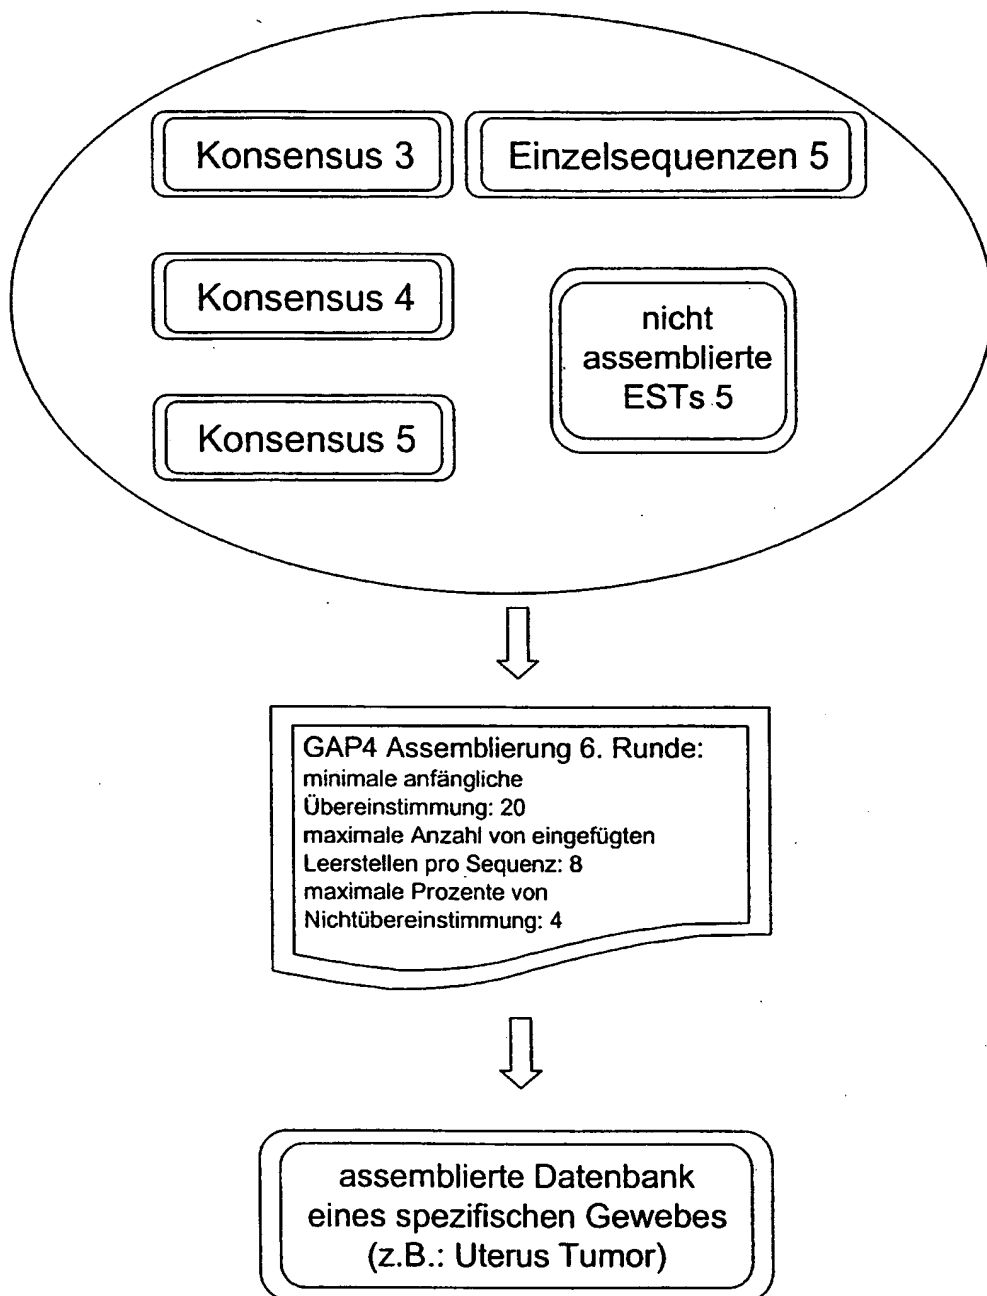 Konsensus 3
Einzelsequenzen 5
Konsensus 4
nicht
assemblierte
ESTs 5
Konsensus 5
GAP4 Assemblierung 6. Runde:
minimale anfängliche
Übereinstimmung: 20
maximale Anzahl von eingefügten
Leerstellen pro Sequenz: 8
maximale Prozente von
Nichtübereinstimmung: 4
assemblierte Datenbank
eines spezifischen Gewebes
(z.B.: Uterus Tumor)